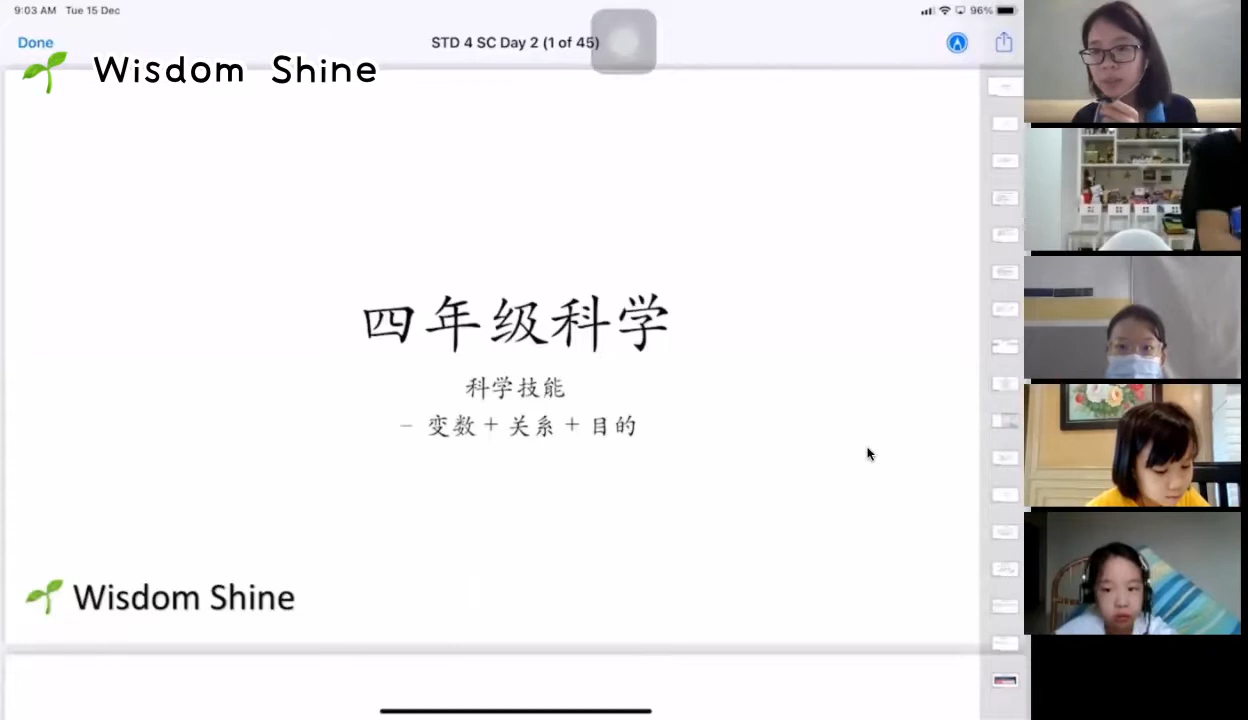 9:03 AM Tue 15 Dec
96%
Done
STD 4 SC Day 2 (1 of 45)
Wisdom Shine
四年级科学
科学技能
- 变数 + 关系 + 目的
Wisdom Shine